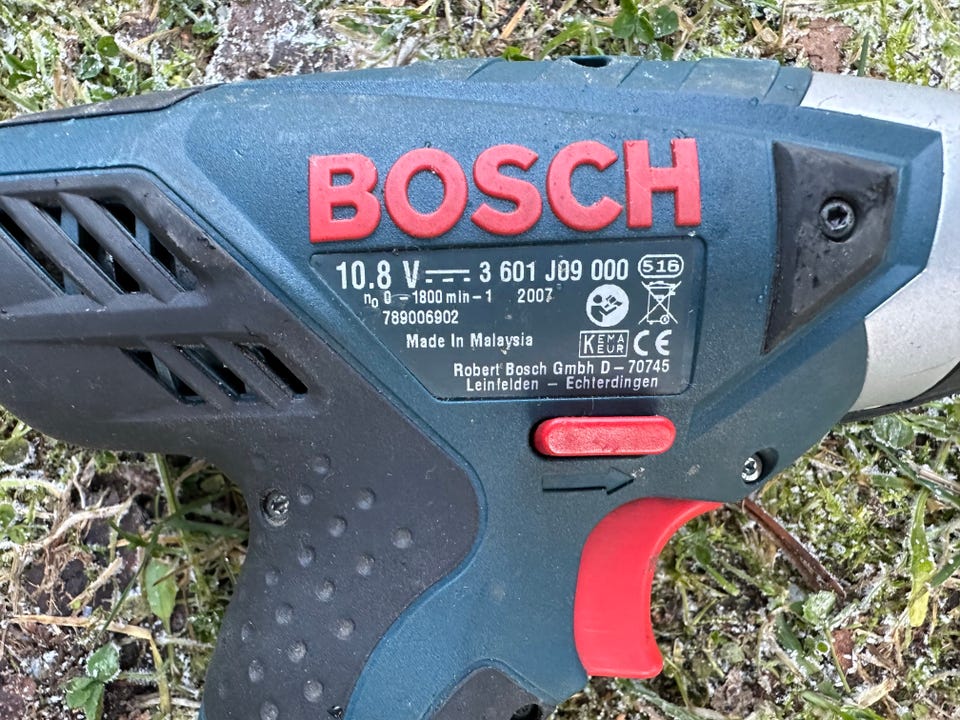 BOSCH
10.8 V 3 601 J09 000 516
n0 0 – 1800 min – 1 2007
789006902
Made In Malaysia KEMA EUR CE
Robert Bosch Gmbh D – 70745
Leinfelden – Echterdingen